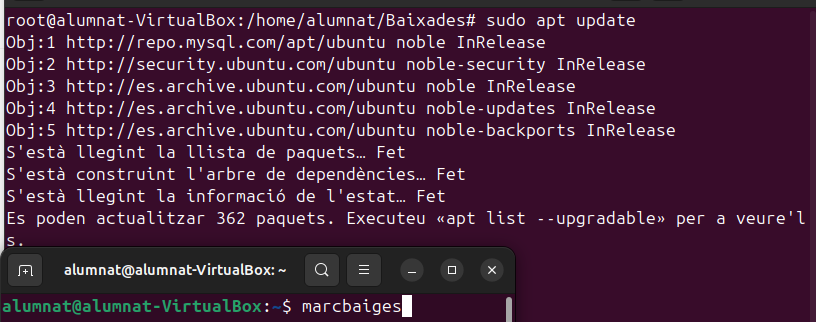 root@alumnat-VirtualBox:/home/alumnat/Baixades# sudo apt update
Obj:1 http://repo.mysql.com/apt/ubuntu noble InRelease
Obj:2 http://security.ubuntu.com/ubuntu noble-security InRelease
Obj:3 http://es.archive.ubuntu.com/ubuntu noble InRelease
Obj:4 http://es.archive.ubuntu.com/ubuntu noble-updates InRelease
Obj:5 http://es.archive.ubuntu.com/ubuntu noble-backports InRelease
S'està llegint la llista de paquets… Fet
S'està construint l'arbre de dependències… Fet
S'està llegint la informació de l'estat… Fet
Es poden actualitzar 362 paquets. Executeu «apt list --upgradable» per a veure'l
s.
alumnat@alumnat-VirtualBox: ~
alumnat@alumnat-VirtualBox:~$ marcbaiges